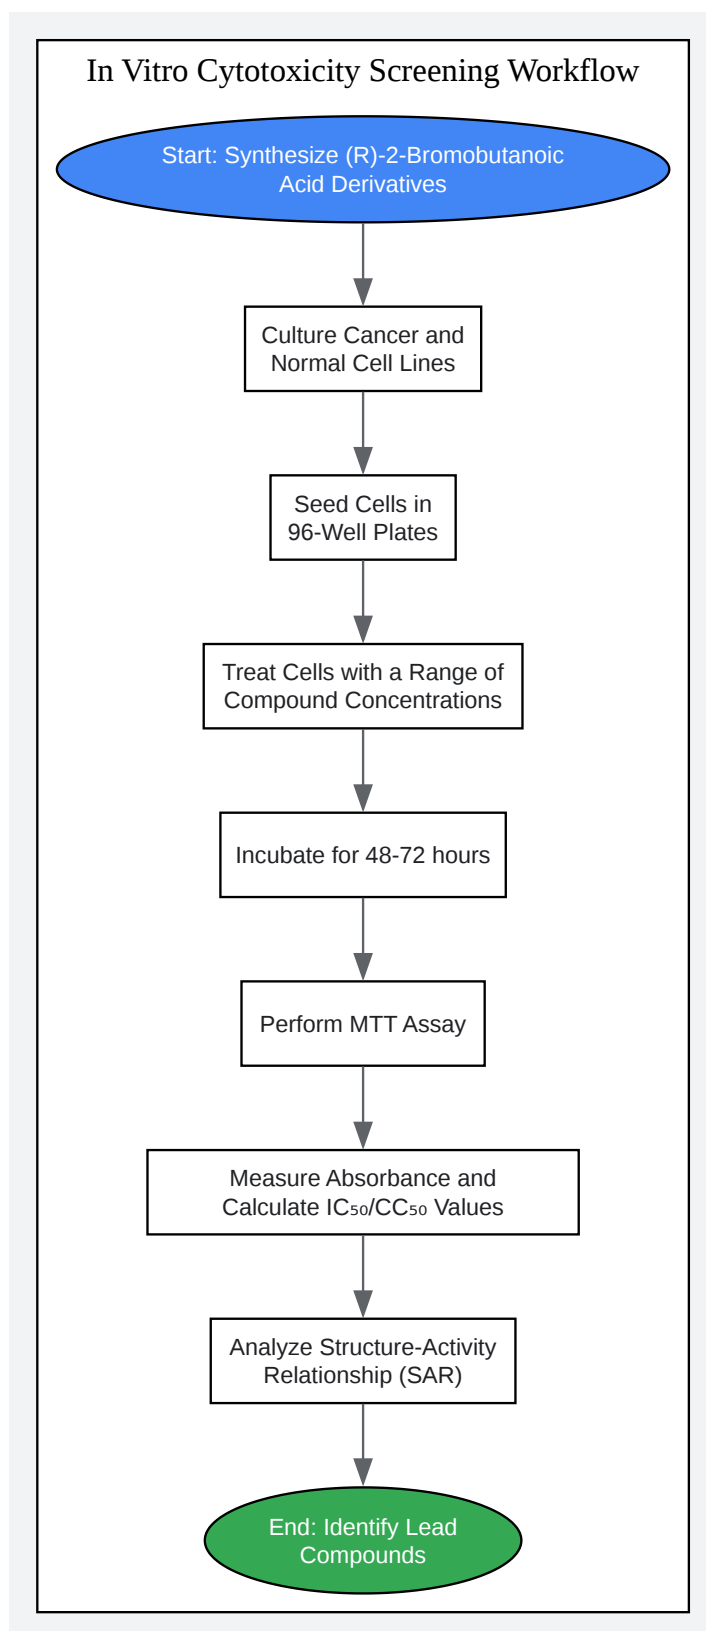 In Vitro Cytotoxicity Screening Workflow
Start: Synthesize (R)-2-Bromobutanoic
Acid Derivatives
Culture Cancer and
Normal Cell Lines
Seed Cells in
96-Well Plates
Treat Cells with a Range of
Compound Concentrations
Incubate for 48-72 hours
Perform MTT Assay
Measure Absorbance and
Calculate IC₅₀/CC₅₀ Values
Analyze Structure-Activity
Relationship (SAR)
End: Identify Lead
Compounds